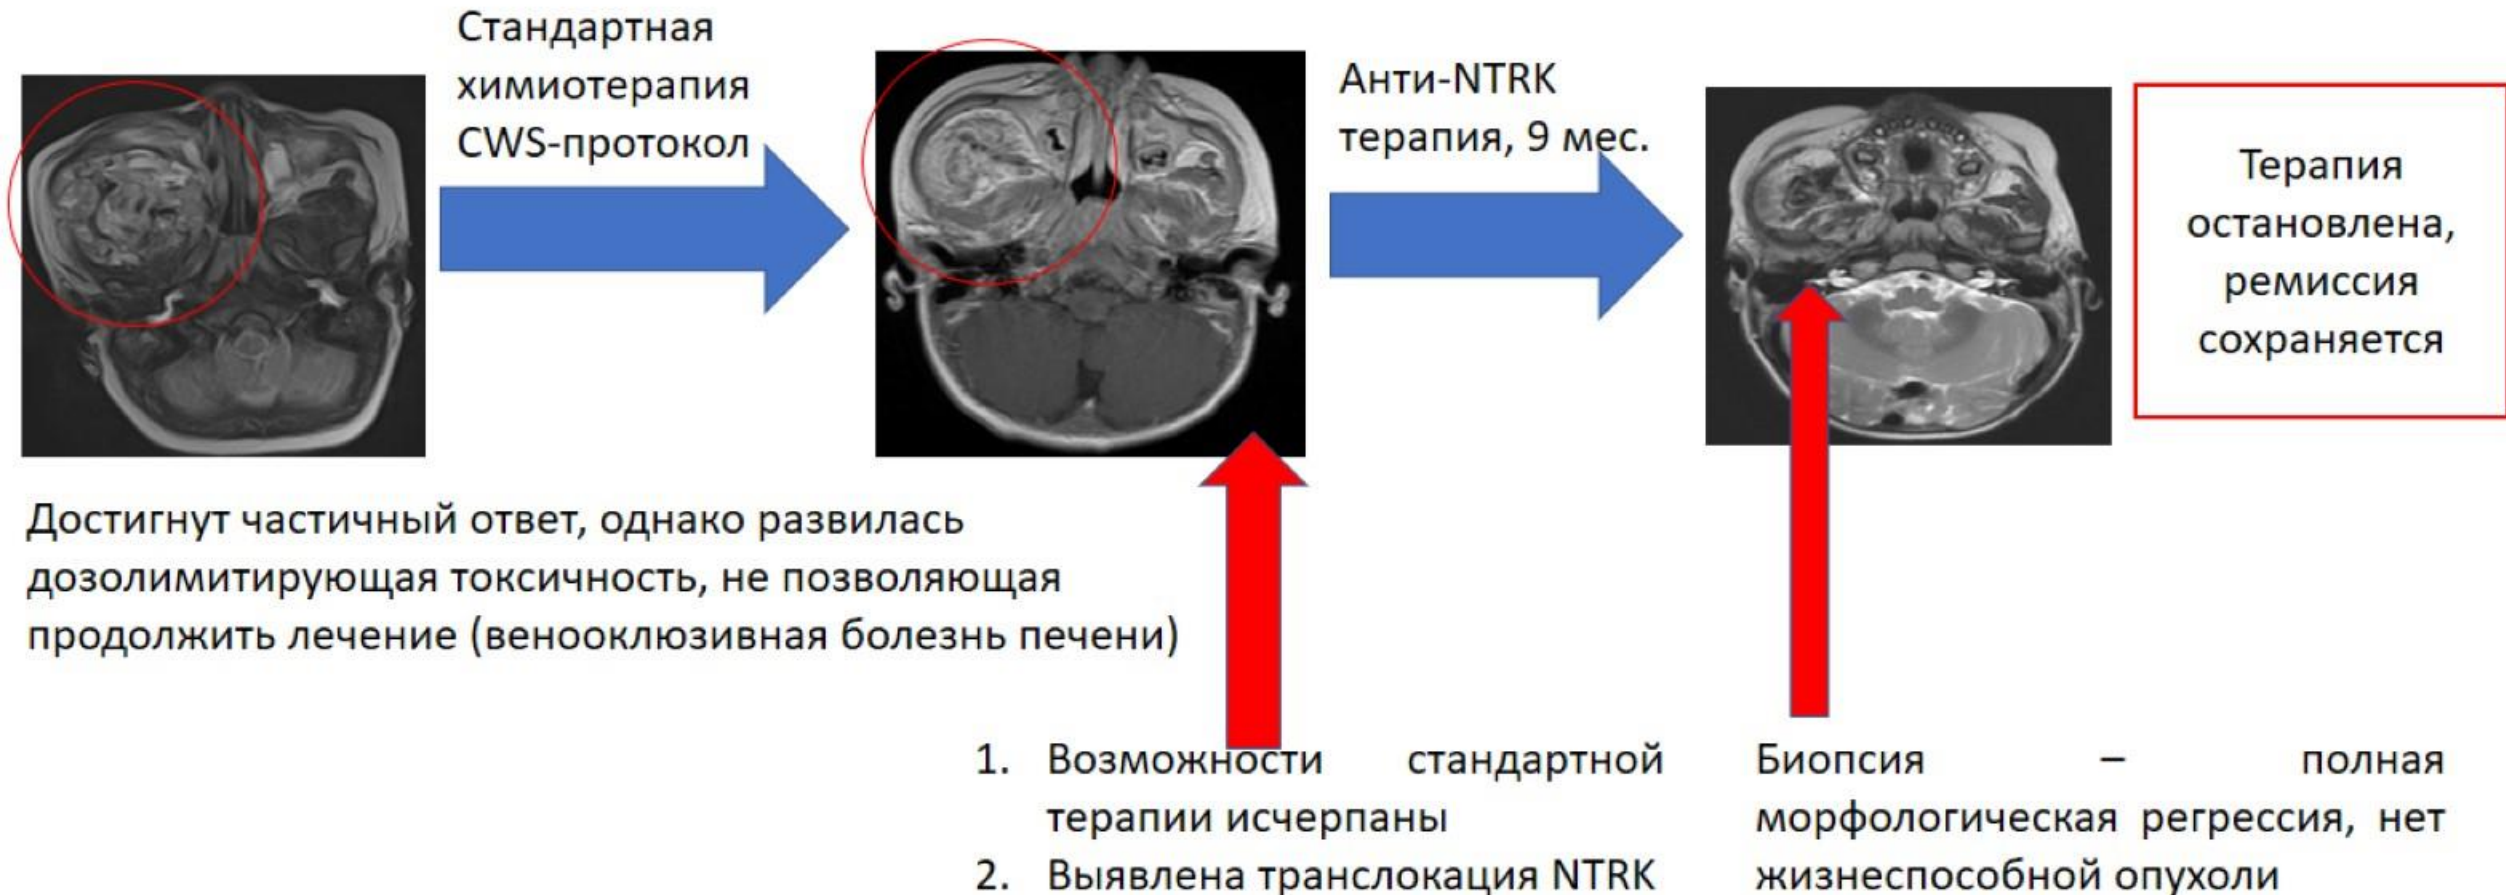 Стандартная
химиотерапия
CWS-протокол
Анти-NTRK
терапия, 9 мес.
Терапия
остановлена,
ремиссия
сохраняется
Достигнут частичный ответ, однако развилась
дозолимитирующая токсичность, не позволяющая
продолжить лечение (венооклюзивная болезнь печени)
1. Возможности стандартной
терапии исчерпаны
2. Выявлена транслокация NTRK
Биопсия – полная
морфологическая регрессия, нет
жизнеспособной опухоли